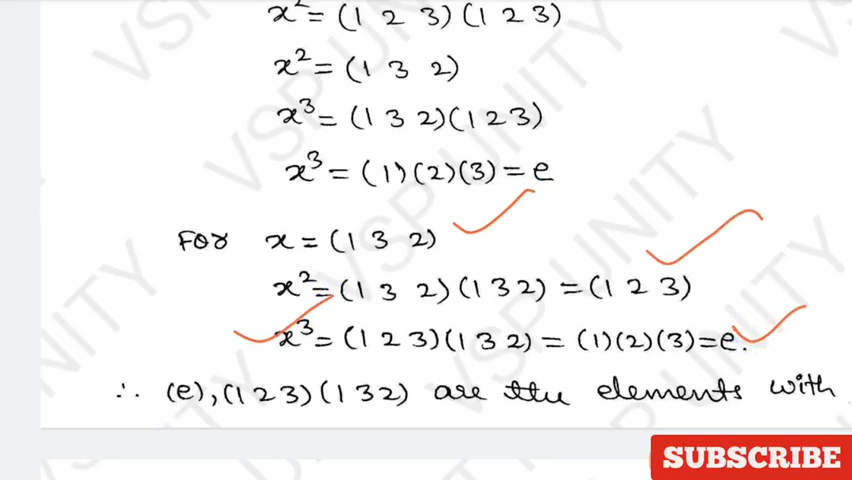 x² = (1 2 3)(1 2 3)
x² = (1 3 2)
x³ = (1 3 2)(1 2 3)
x³ = (1)(2)(3) = e
For x = (1 3 2)
x² = (1 3 2)(1 3 2) = (1 2 3)
x³ = (1 2 3)(1 3 2) = (1)(2)(3) = e.
∴ (e), (1 2 3) (1 3 2) are the elements with
SUBSCRIBE
VSP UNITY